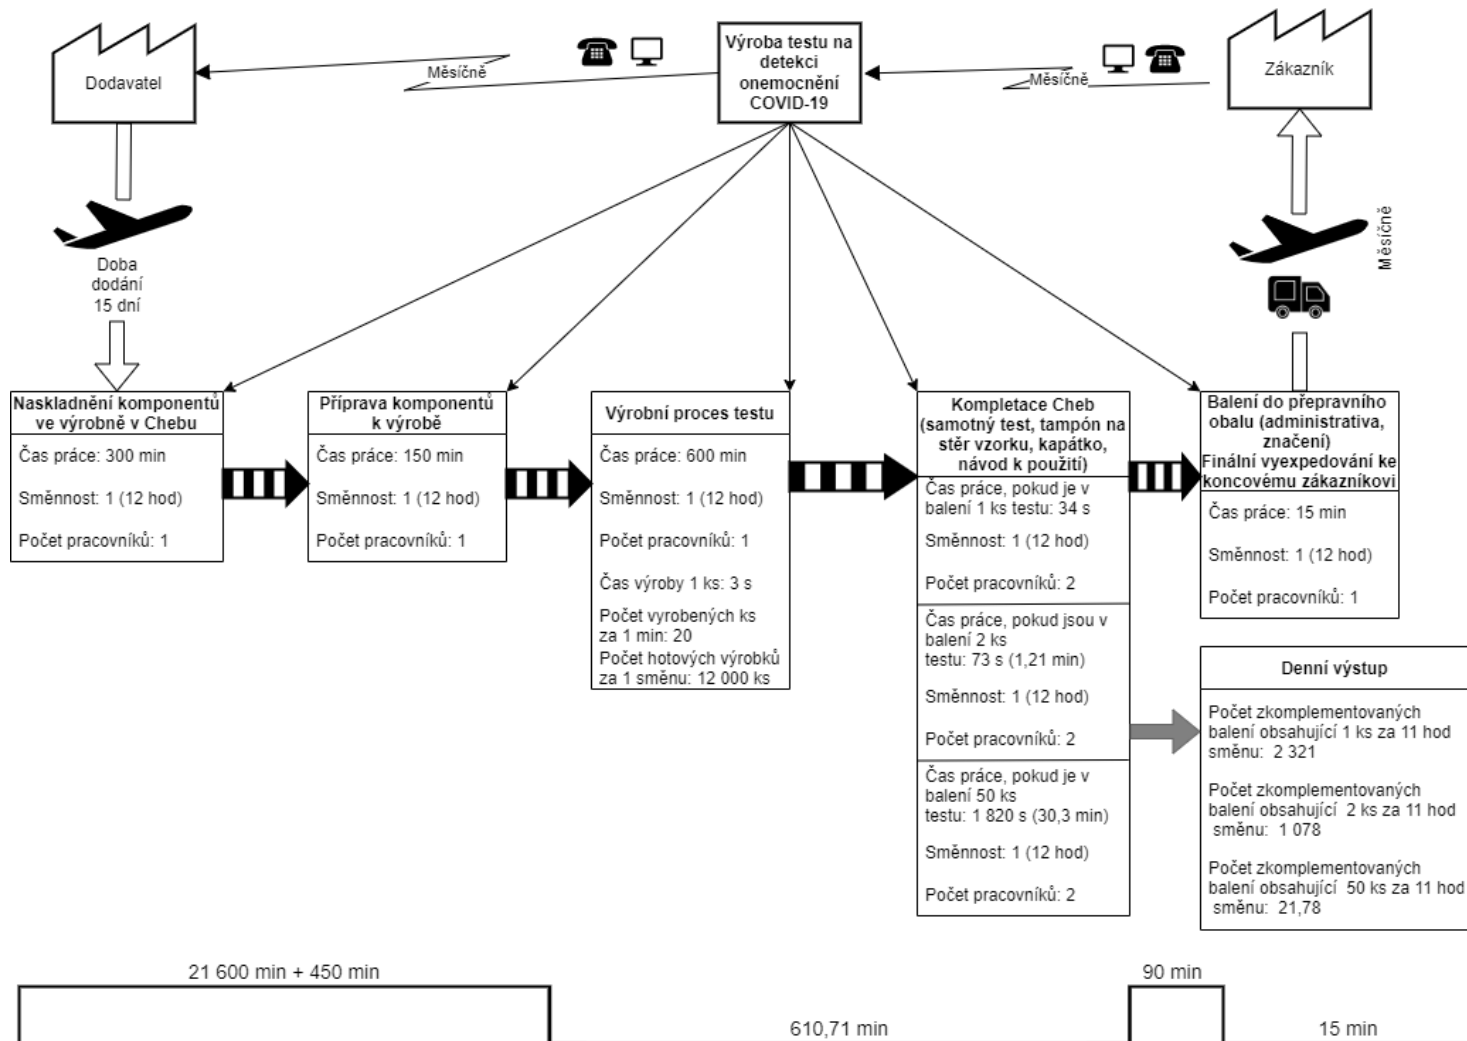 Dodavatel
Měsíčně
Výroba testu na
detekci
onemocnění
COVID-19
Měsíčně
Zákazník
Doba
dodání
15 dní
Měsíčně
Naskladnění komponentů
ve výrobně v Chebu
Čas práce: 300 min
Směnnost: 1 (12 hod)
Počet pracovníků: 1
Příprava komponentů
k výrobě
Čas práce: 150 min
Směnnost: 1 (12 hod)
Počet pracovníků: 1
Výrobní proces testu
Čas práce: 600 min
Směnnost: 1 (12 hod)
Počet pracovníků: 1
Čas výroby 1 ks: 3 s
Počet vyrobených ks
za 1 min: 20
Počet hotových výrobků
za 1 směnu: 12 000 ks
Kompletace Cheb
(samotný test, tampón na
stěr vzorku, kapátko,
návod k použití)
Čas práce, pokud je v
balení 1 ks testu: 34 s
Směnnost: 1 (12 hod)
Počet pracovníků: 2
Čas práce, pokud jsou v
balení 2 ks
testu: 73 s (1,21 min)
Směnnost: 1 (12 hod)
Počet pracovníků: 2
Čas práce, pokud je v
balení 50 ks
testu: 1 820 s (30,3 min)
Směnnost: 1 (12 hod)
Počet pracovníků: 2
Balení do přepravního
obalu (administrativa,
značení)
Finální vyexpedování ke
koncovému zákazníkovi
Čas práce: 15 min
Směnnost: 1 (12 hod)
Počet pracovníků: 1
Denní výstup
Počet zkomplementovaných
balení obsahující 1 ks za 11 hod
směnu: 2 321
Počet zkomplementovaných
balení obsahující 2 ks za 11 hod
směnu: 1 078
Počet zkomplementovaných
balení obsahující 50 ks za 11 hod
směnu: 21,78
21 600 min + 450 min
610,71 min
90 min
15 min